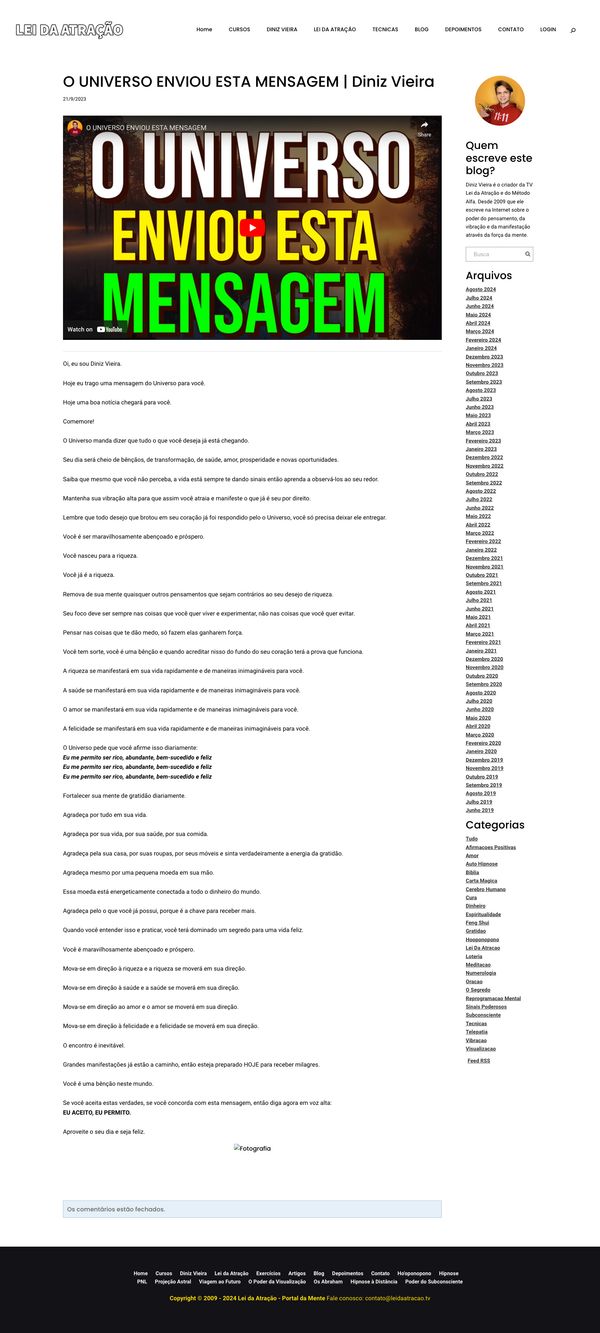 LEI DA ATRAÇÃO
Home CURSOS DINIZ VIEIRA LEI DA ATRAÇÃO TECNICAS BLOG DEPOIMENTOS CONTATO LOGIN
O UNIVERSO ENVIOU ESTA MENSAGEM | Diniz Vieira
21/9/2023
O UNIVERSO ENVIOU ESTA MENSAGEM
Share
O UNIVERSO
ENVIOU ESTA
MENSAGEM
Watch on YouTube
Oi, eu sou Diniz Vieira.
Hoje eu trago uma mensagem do Universo para você.
Hoje uma boa notícia chegará para você.
Comemore!
O Universo manda dizer que tudo o que você deseja já está chegando.
Seu dia será cheio de bênçãos, de transformação, de saúde, amor, prosperidade e novas oportunidades.
Saiba que mesmo que você não perceba, a vida está sempre te dando sinais então aprenda a observá-los ao seu redor.
Mantenha sua vibração alta para que assim você atraia e manifeste o que já é seu por direito.
Lembre que todo desejo que brotou em seu coração já foi respondido pelo o Universo, você só precisa deixar ele entregar.
Você é ser maravilhosamente abençoado e próspero.
Você nasceu para a riqueza.
Você já é a riqueza.
Remova de sua mente quaisquer outros pensamentos que sejam contrários ao seu desejo de riqueza.
Seu foco deve ser sempre nas coisas que você quer viver e experimentar, não nas coisas que você quer evitar.
Pensar nas coisas que te dão medo, só fazem elas ganharem força.
Você tem sorte, você é uma bênção e quando acreditar nisso do fundo do seu coração terá a prova que funciona.
A riqueza se manifestará em sua vida rapidamente e de maneiras inimagináveis para você.
A saúde se manifestará em sua vida rapidamente e de maneiras inimagináveis para você.
O amor se manifestará em sua vida rapidamente e de maneiras inimagináveis para você.
A felicidade se manifestará em sua vida rapidamente e de maneiras inimagináveis para você.
O Universo pede que você afirme isso diariamente:
Eu me permito ser rico, abundante, bem-sucedido e feliz
Eu me permito ser rico, abundante, bem-sucedido e feliz
Eu me permito ser rico, abundante, bem-sucedido e feliz
Fortalecer sua mente de gratidão diariamente.
Agradeça por tudo em sua vida.
Agradeça por sua vida, por sua saúde, por sua comida.
Agradeça pela sua casa, por suas roupas, por seus móveis e sinta verdadeiramente a energia da gratidão.
Agradeça mesmo por uma pequena moeda em sua mão.
Essa moeda está energeticamente conectada a todo o dinheiro do mundo.
Agradeça pelo o que você já possui, porque é a chave para receber mais.
Quando você entender isso e praticar, você terá dominado um segredo para uma vida feliz.
Você é maravilhosamente abençoado e próspero.
Mova-se em direção à riqueza e a riqueza se moverá em sua direção.
Mova-se em direção à saúde e a saúde se moverá em sua direção.
Mova-se em direção ao amor e o amor se moverá em sua direção.
Mova-se em direção à felicidade e a felicidade se moverá em sua direção.
O encontro é inevitável.
Grandes manifestações já estão a caminho, então esteja preparado HOJE para receber milagres.
Você é uma bênção neste mundo.
Se você aceita estas verdades, se você concorda com esta mensagem, então diga agora em voz alta:
EU ACEITO, EU PERMITO.
Aproveite o seu dia e seja feliz.
Fotografia
Os comentários estão fechados.
11:11
Quem
escreve este
blog?
Diniz Vieira é o criador da TV
Lei da Atração e do Método
Alfa. Desde 2009 que ele
escreve na Internet sobre o
poder do pensamento, da
vibração e da manifestação
através da força da mente.
Busca
Arquivos
Agosto 2024
Julho 2024
Junho 2024
Maio 2024
Abril 2024
Março 2024
Fevereiro 2024
Janeiro 2024
Dezembro 2023
Novembro 2023
Outubro 2023
Setembro 2023
Agosto 2023
Julho 2023
Junho 2023
Maio 2023
Abril 2023
Março 2023
Fevereiro 2023
Janeiro 2023
Dezembro 2022
Novembro 2022
Outubro 2022
Setembro 2022
Agosto 2022
Julho 2022
Junho 2022
Maio 2022
Abril 2022
Março 2022
Fevereiro 2022
Janeiro 2022
Dezembro 2021
Novembro 2021
Outubro 2021
Setembro 2021
Agosto 2021
Julho 2021
Junho 2021
Maio 2021
Abril 2021
Março 2021
Fevereiro 2021
Janeiro 2021
Dezembro 2020
Novembro 2020
Outubro 2020
Setembro 2020
Agosto 2020
Julho 2020
Junho 2020
Maio 2020
Abril 2020
Março 2020
Fevereiro 2020
Janeiro 2020
Dezembro 2019
Novembro 2019
Outubro 2019
Setembro 2019
Agosto 2019
Julho 2019
Junho 2019
Categorias
Tudo
Afirmacoes Positivas
Amor
Auto Hipnose
Biblia
Carta Magica
Cerebro Humano
Cura
Dinheiro
Espiritualidade
Feng Shui
Gratidao
Hooponopono
Lei Da Atracao
Loteria
Meditacao
Numerologia
Oracao
O Segredo
Reprogramacao Mental
Sinais Poderosos
Subconsciente
Tecnicas
Telepatia
Vibracao
Visualizacao
Feed RSS
Home Cursos Diniz Vieira Lei da Atração Exercícios Artigos Blog Depoimentos Contato Ho'oponopono Hipnose
PNL Projeção Astral Viagem ao Futuro O Poder da Visualização Os Abraham Hipnose à Distância Poder do Subconsciente
Copyright © 2009 - 2024 Lei da Atração - Portal da Mente Fale conosco: contato@leidaatracao.tv